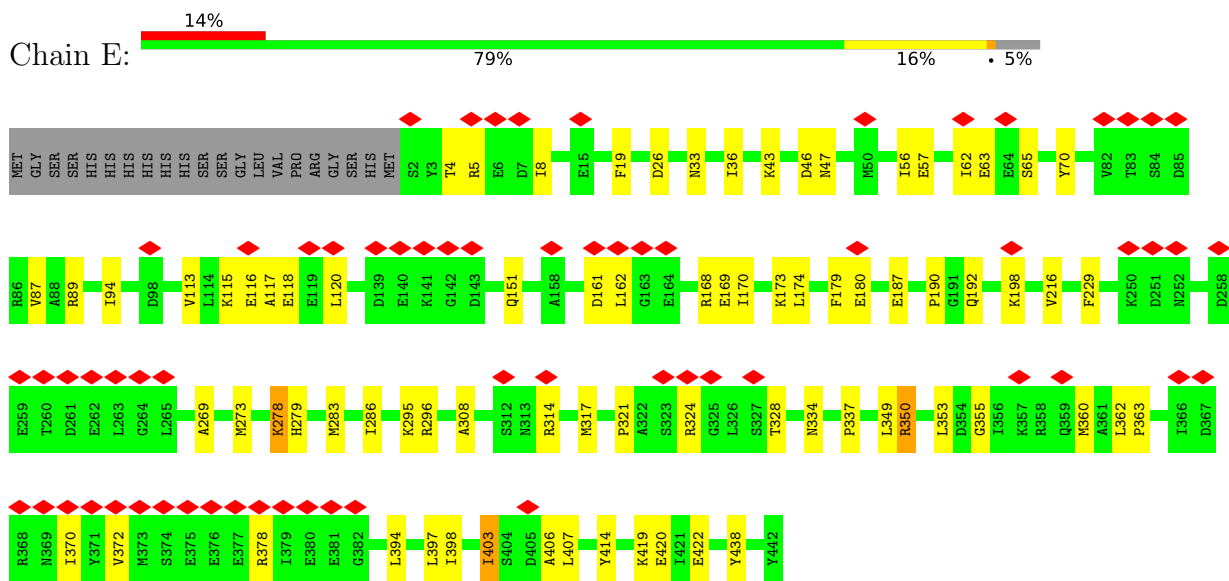 14%
Chain E:
79% 16% • 5%
MET GLY SER SER HIS HIS HIS HIS HIS HIS SER SER GLY LEU VAL PRO ARG GLY SER HIS MET S2 Y3 T4 R5 E6 D7 I8 E15 F19 D26 N33 I36 K43 D46 N47 M50 I56 E57 I62 E63 E64 S65 Y70 V82 T83 S84 D85
R86 V87 A88 R89 I94 D98 V113 L114 K115 E116 A117 E118 E119 L120 D139 E140 K141 G142 D143 Q151 A158 D161 L162 G163 E164 R168 E169 I170 K173 L174 F179 E180 E187 P190 G191 Q192 K198 V216 F229 K250 D251 N252 D258
E259 T260 D261 E262 L263 G264 L265 A269 M273 K278 H279 M283 I286 K295 R296 A308 S312 N313 R314 M317 P321 A322 S323 R324 G325 L326 S327 T328 N334 P337 L349 R350 L353 D354 G355 I356 K357 R358 Q359 M360 A361 L362 P363 I366 D367
R368 N369 I370 Y371 V372 M373 S374 E375 E376 E377 R378 I379 E380 E381 G382 L394 L397 I398 I403 S404 D405 A406 L407 Y414 K419 E420 I421 E422 Y438 Y442